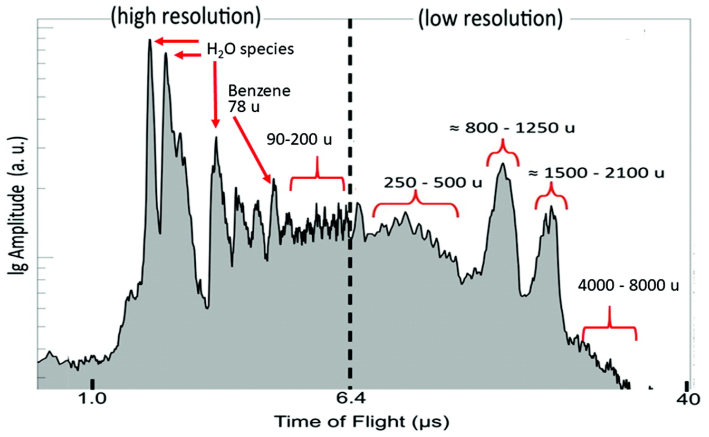 (high resolution)
(low resolution)
H₂O species
Benzene
78 u
90-200 u
250 - 500 u
≈ 800 - 1250 u
≈ 1500 - 2100 u
4000 - 8000 u
lg Amplitude (a. u.)
1.0
6.4
40
Time of Flight (μs)